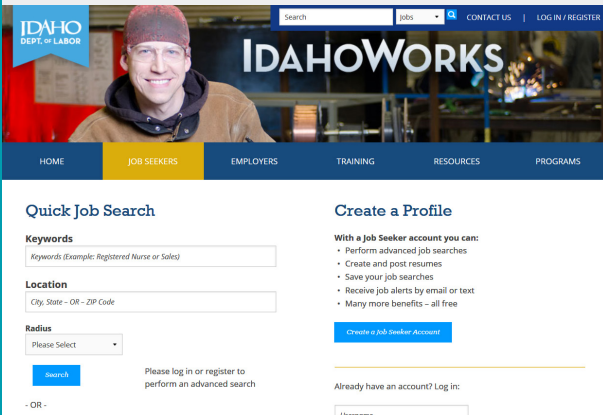 Search
Jobs
CONTACT US | LOG IN / REGISTER
IDAHO
DEPT. OF LABOR
IDAHOWORKS
HOME
JOB SEEKERS
EMPLOYERS
TRAINING
RESOURCES
PROGRAMS
Quick Job Search
Keywords
Keywords (Example: Registered Nurse or Sales)
Location
City, State – OR – ZIP Code
Radius
Please Select
Search
Please log in or register to
perform an advanced search
- OR -
Create a Profile
With a Job Seeker account you can:
• Perform advanced job searches
• Create and post resumes
• Save your job searches
• Receive job alerts by email or text
• Many more benefits – all free
Create a Job Seeker Account
Already have an account? Log in:
Username